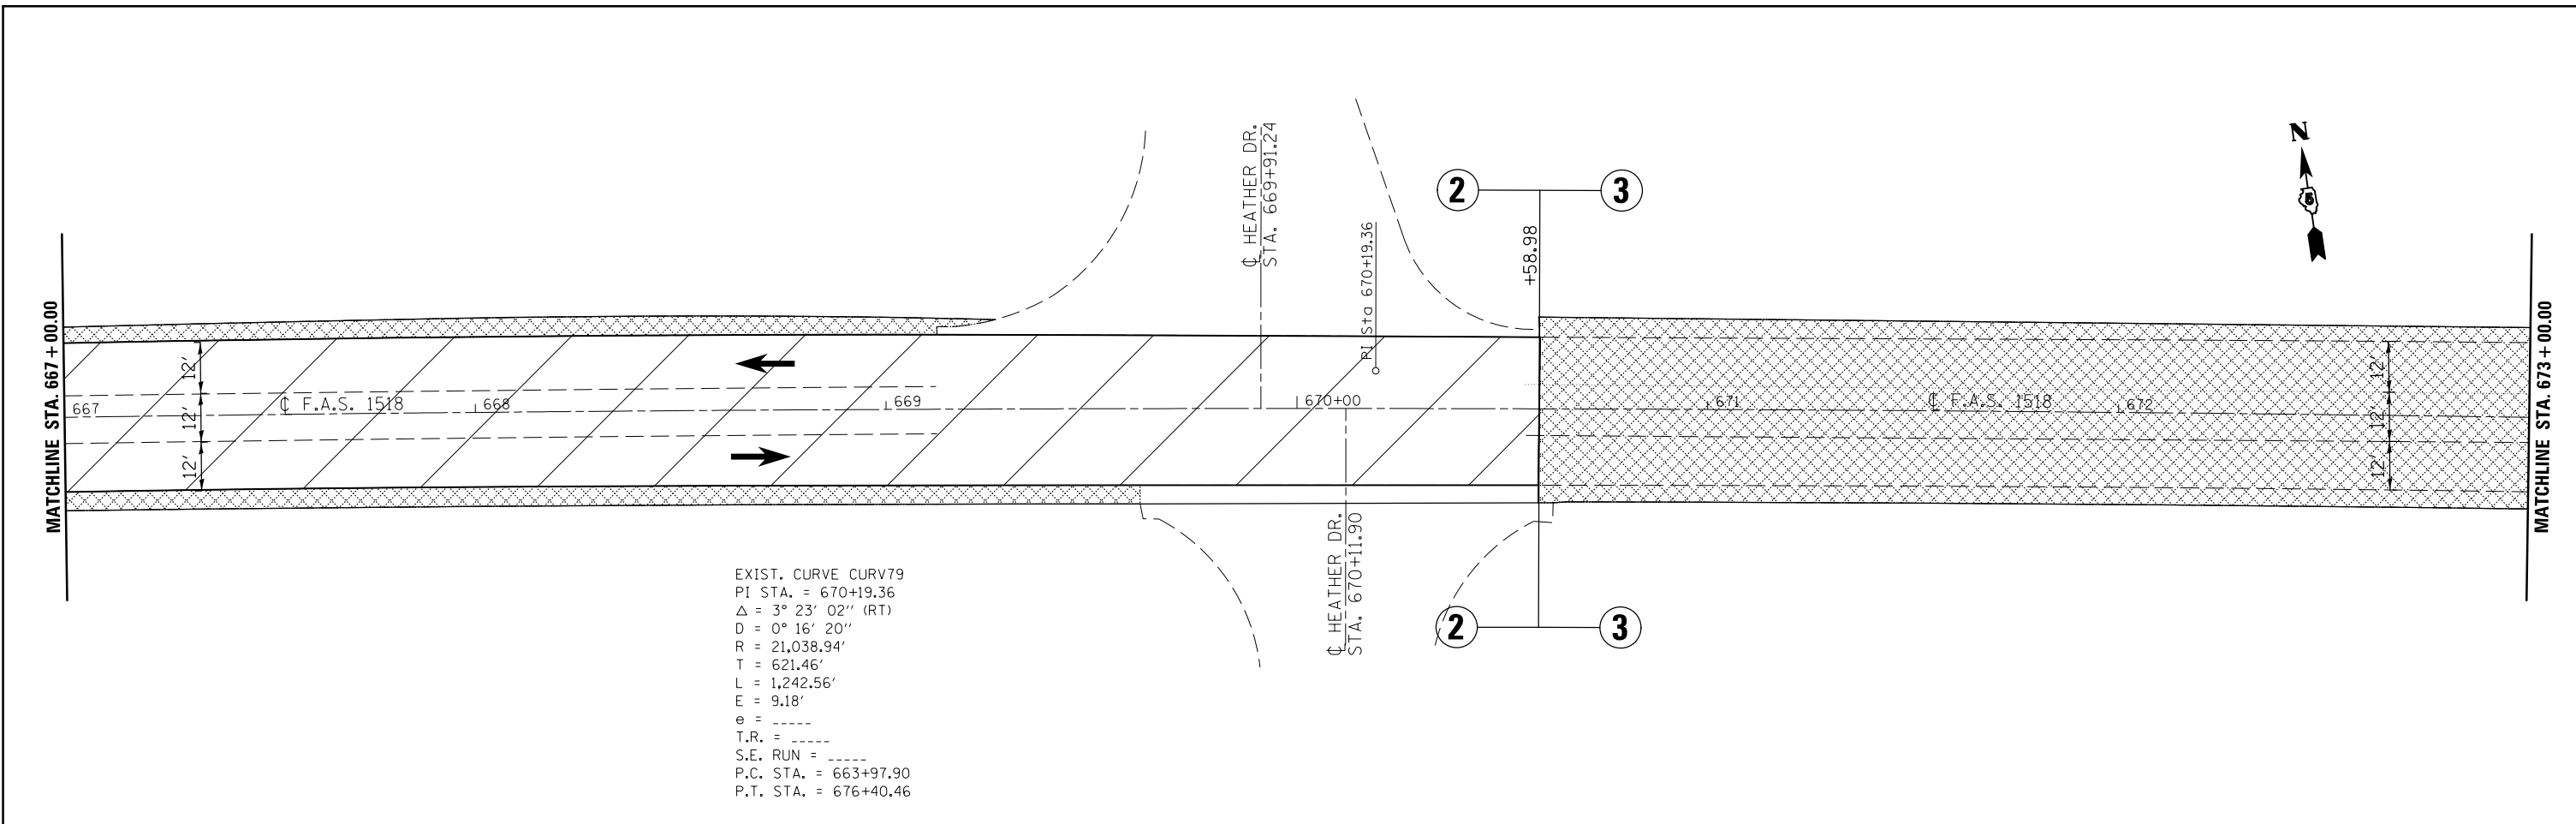 MATCHLINE STA. 667+00.00
12'
12'
12'
667
℄ F.A.S. 1518
668
669
℄ HEATHER DR.
STA. 669+91.24
670+00
PI Sta 670+19.36
℄ HEATHER DR.
STA. 670+11.90
2
3
+58.98
2
3
671
℄ F.A.S. 1518
672
12'
12'
12'
N
5
MATCHLINE STA. 673+00.00
EXIST. CURVE CURV79
PI STA. = 670+19.36
Δ = 3° 23' 02'' (RT)
D = 0° 16' 20''
R = 21,038.94'
T = 621.46'
L = 1,242.56'
E = 9.18'
e = _____
T.R. = _____
S.E. RUN = _____
P.C. STA. = 663+97.90
P.T. STA. = 676+40.46